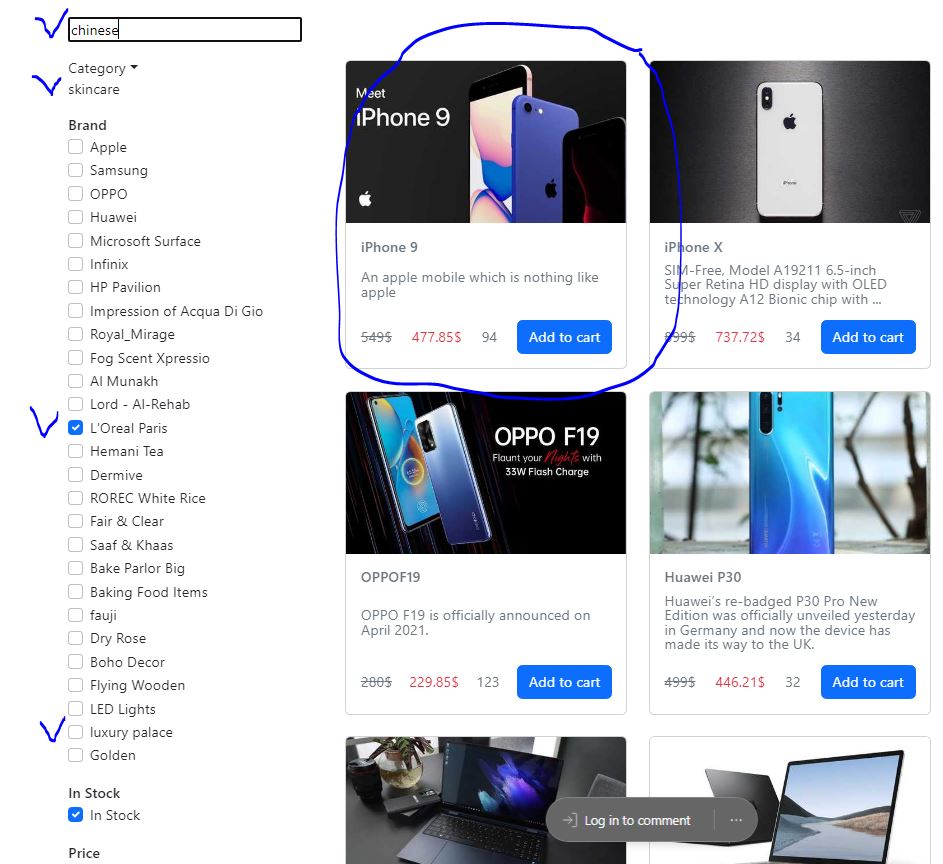 chinese
Category
skincare
Brand
Apple
Samsung
OPPO
Huawei
Microsoft Surface
Infinix
HP Pavilion
Impression of Acqua Di Gio
Royal_Mirage
Fog Scent Xpressio
Al Munakh
Lord - Al-Rehab
L'Oreal Paris
Hemani Tea
Dermive
ROREC White Rice
Fair & Clear
Saaf & Khaas
Bake Parlor Big
Baking Food Items
fauji
Dry Rose
Boho Decor
Flying Wooden
LED Lights
luxury palace
Golden
In Stock
In Stock
Price
Meet
iPhone 9
iPhone 9
An apple mobile which is nothing like
apple
549$ 477.85$ 94 Add to cart
iPhone
iPhone X
SIM-Free, Model A19211 6.5-inch
Super Retina HD display with OLED
technology A12 Bionic chip with ...
899$ 737.72$ 34 Add to cart
OPPO F19
Flaunt your Nights with
33W Flash Charge
OPPOF19
OPPO F19 is officially announced on
April 2021.
280$ 229.85$ 123 Add to cart
Huawei P30
Huawei's re-badged P30 Pro New
Edition was officially unveiled yesterday
in Germany and now the device has
made its way to the UK.
499$ 446.21$ 32 Add to cart
Log in to comment